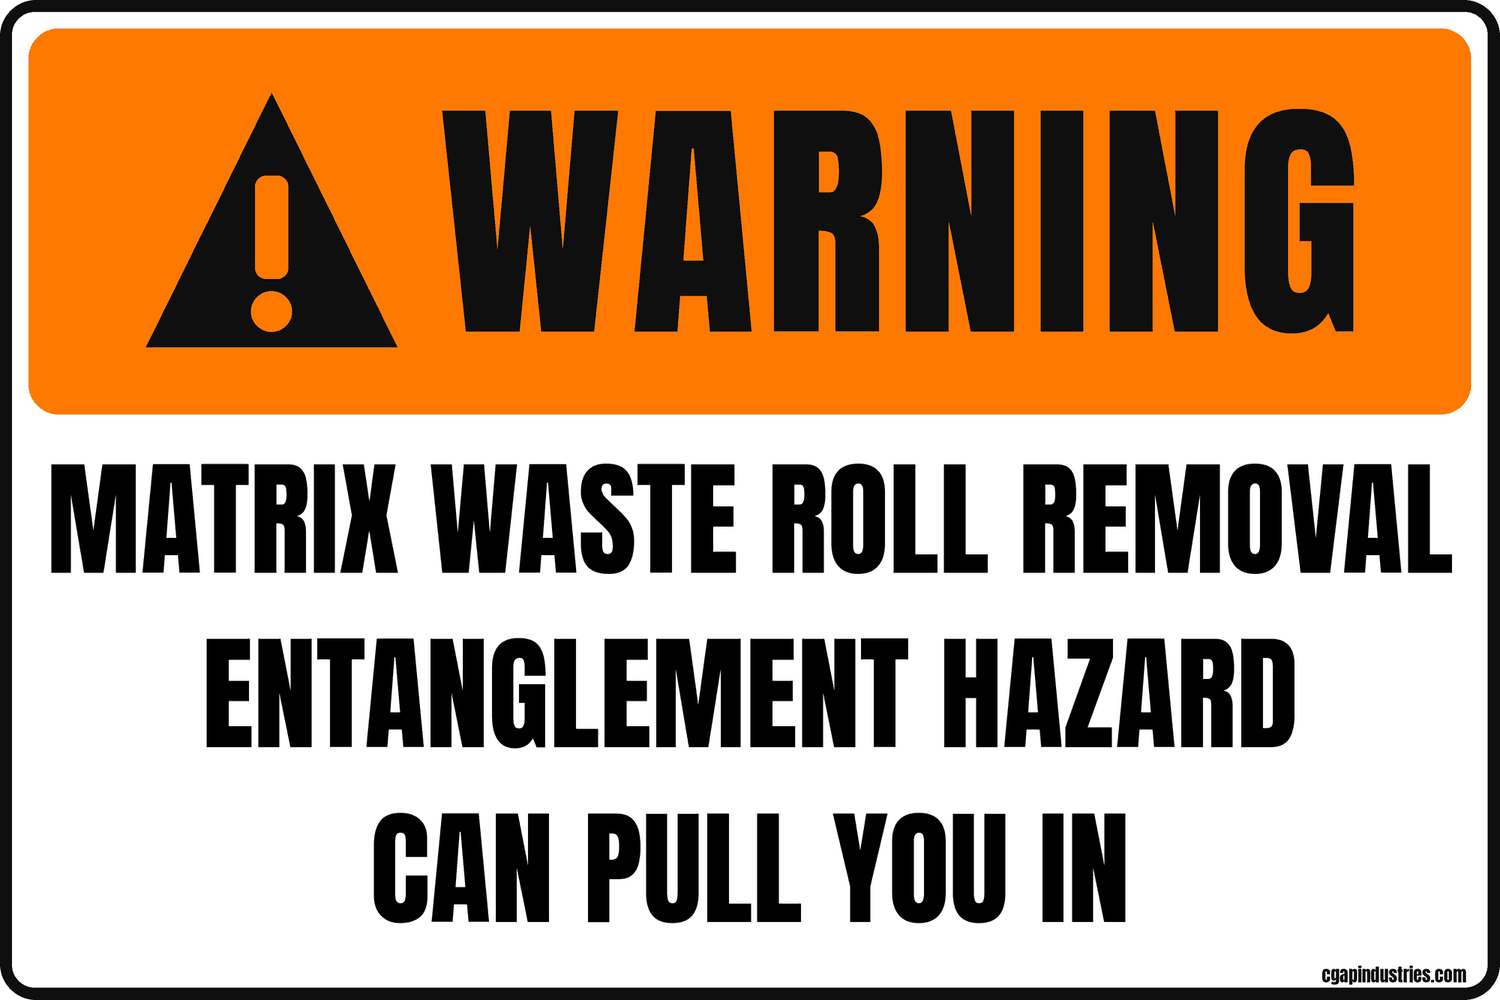 WARNING
MATRIX WASTE ROLL REMOVAL
ENTANGLEMENT HAZARD
CAN PULL YOU IN
cgapindustries.com